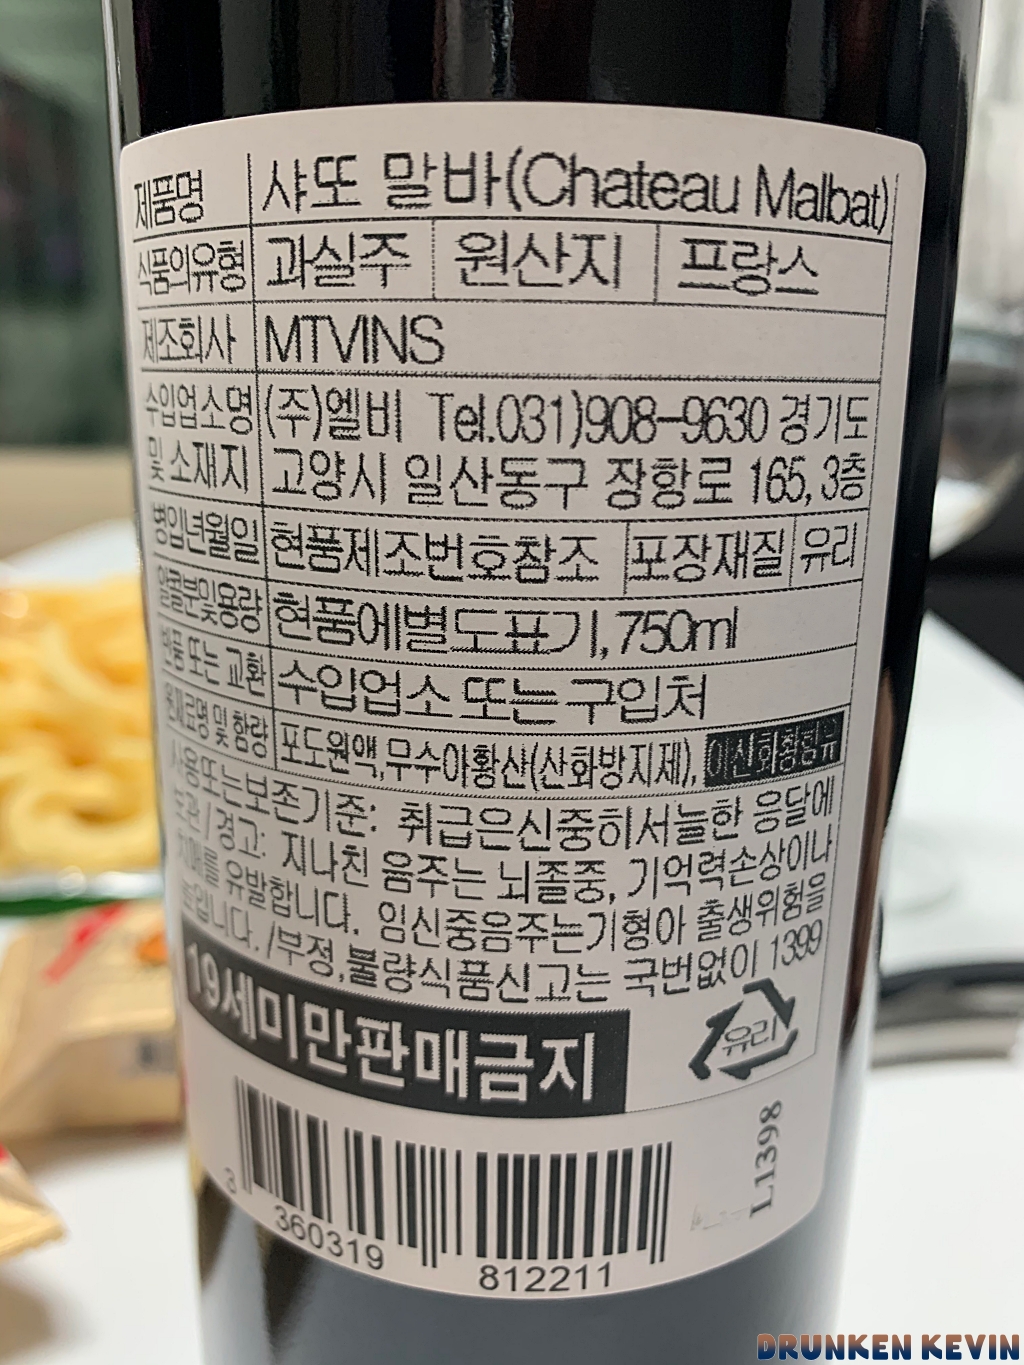 제품명 샤또 말바(Chateau Malbat)
식품의유형 과실주 원산지 프랑스
제조회사 MTVINS
수입업소명 (주)엘비 Tel.031)908-9630 경기도
및 소재지 고양시 일산동구 장항로 165, 3층
병입년월일 현품제조번호참조 포장재질 유리
알콜분및용량 현품에별도표기, 750ml
반품 또는 교환 수입업소 또는 구입처
원재료명 및 함량 포도원액,무수아황산(산화방지제), 이산화황함유
사용또는보존기준: 취급은신중히서늘한 응달에
보관/경고: 지나친 음주는 뇌졸중, 기억력손상이나
치매를 유발합니다. 임신중음주는기형아 출생위험을
높입니다. /부정,불량식품신고는 국번없이 1399
19세미만판매금지
유리
L1398
3 360319 812211
DRUNKEN KEVIN